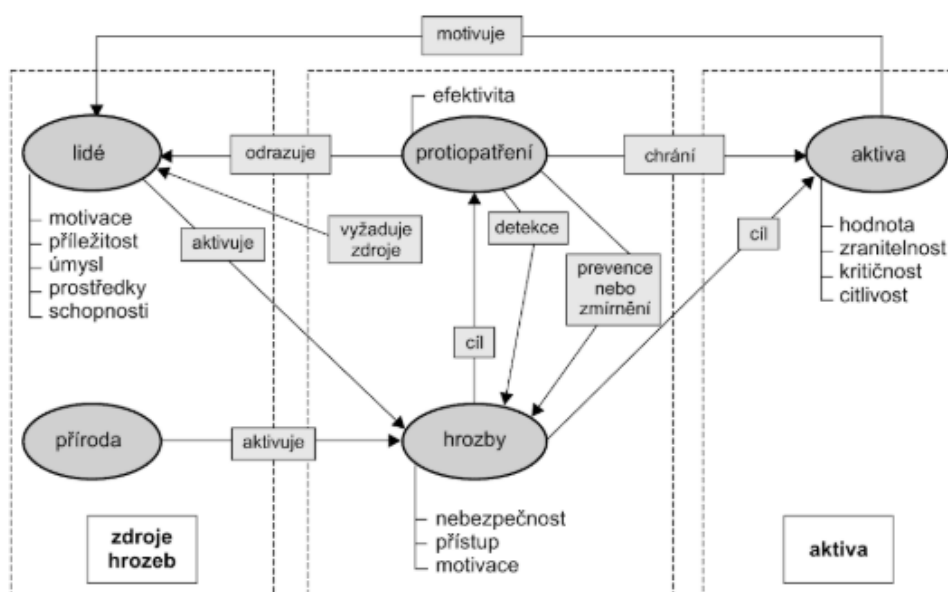 motivuje
efektivita
lidé
odrazuje
protiopatření
chrání
aktiva
motivace
příležitost
úmysl
prostředky
schopnosti
aktivuje
vyžaduje
zdroje
detekce
prevence
nebo
zmírnění
cíl
hodnota
zranitelnost
kritičnost
citlivost
cíl
příroda
aktivuje
hrozby
nebezpečnost
přístup
motivace
zdroje
hrozeb
aktiva